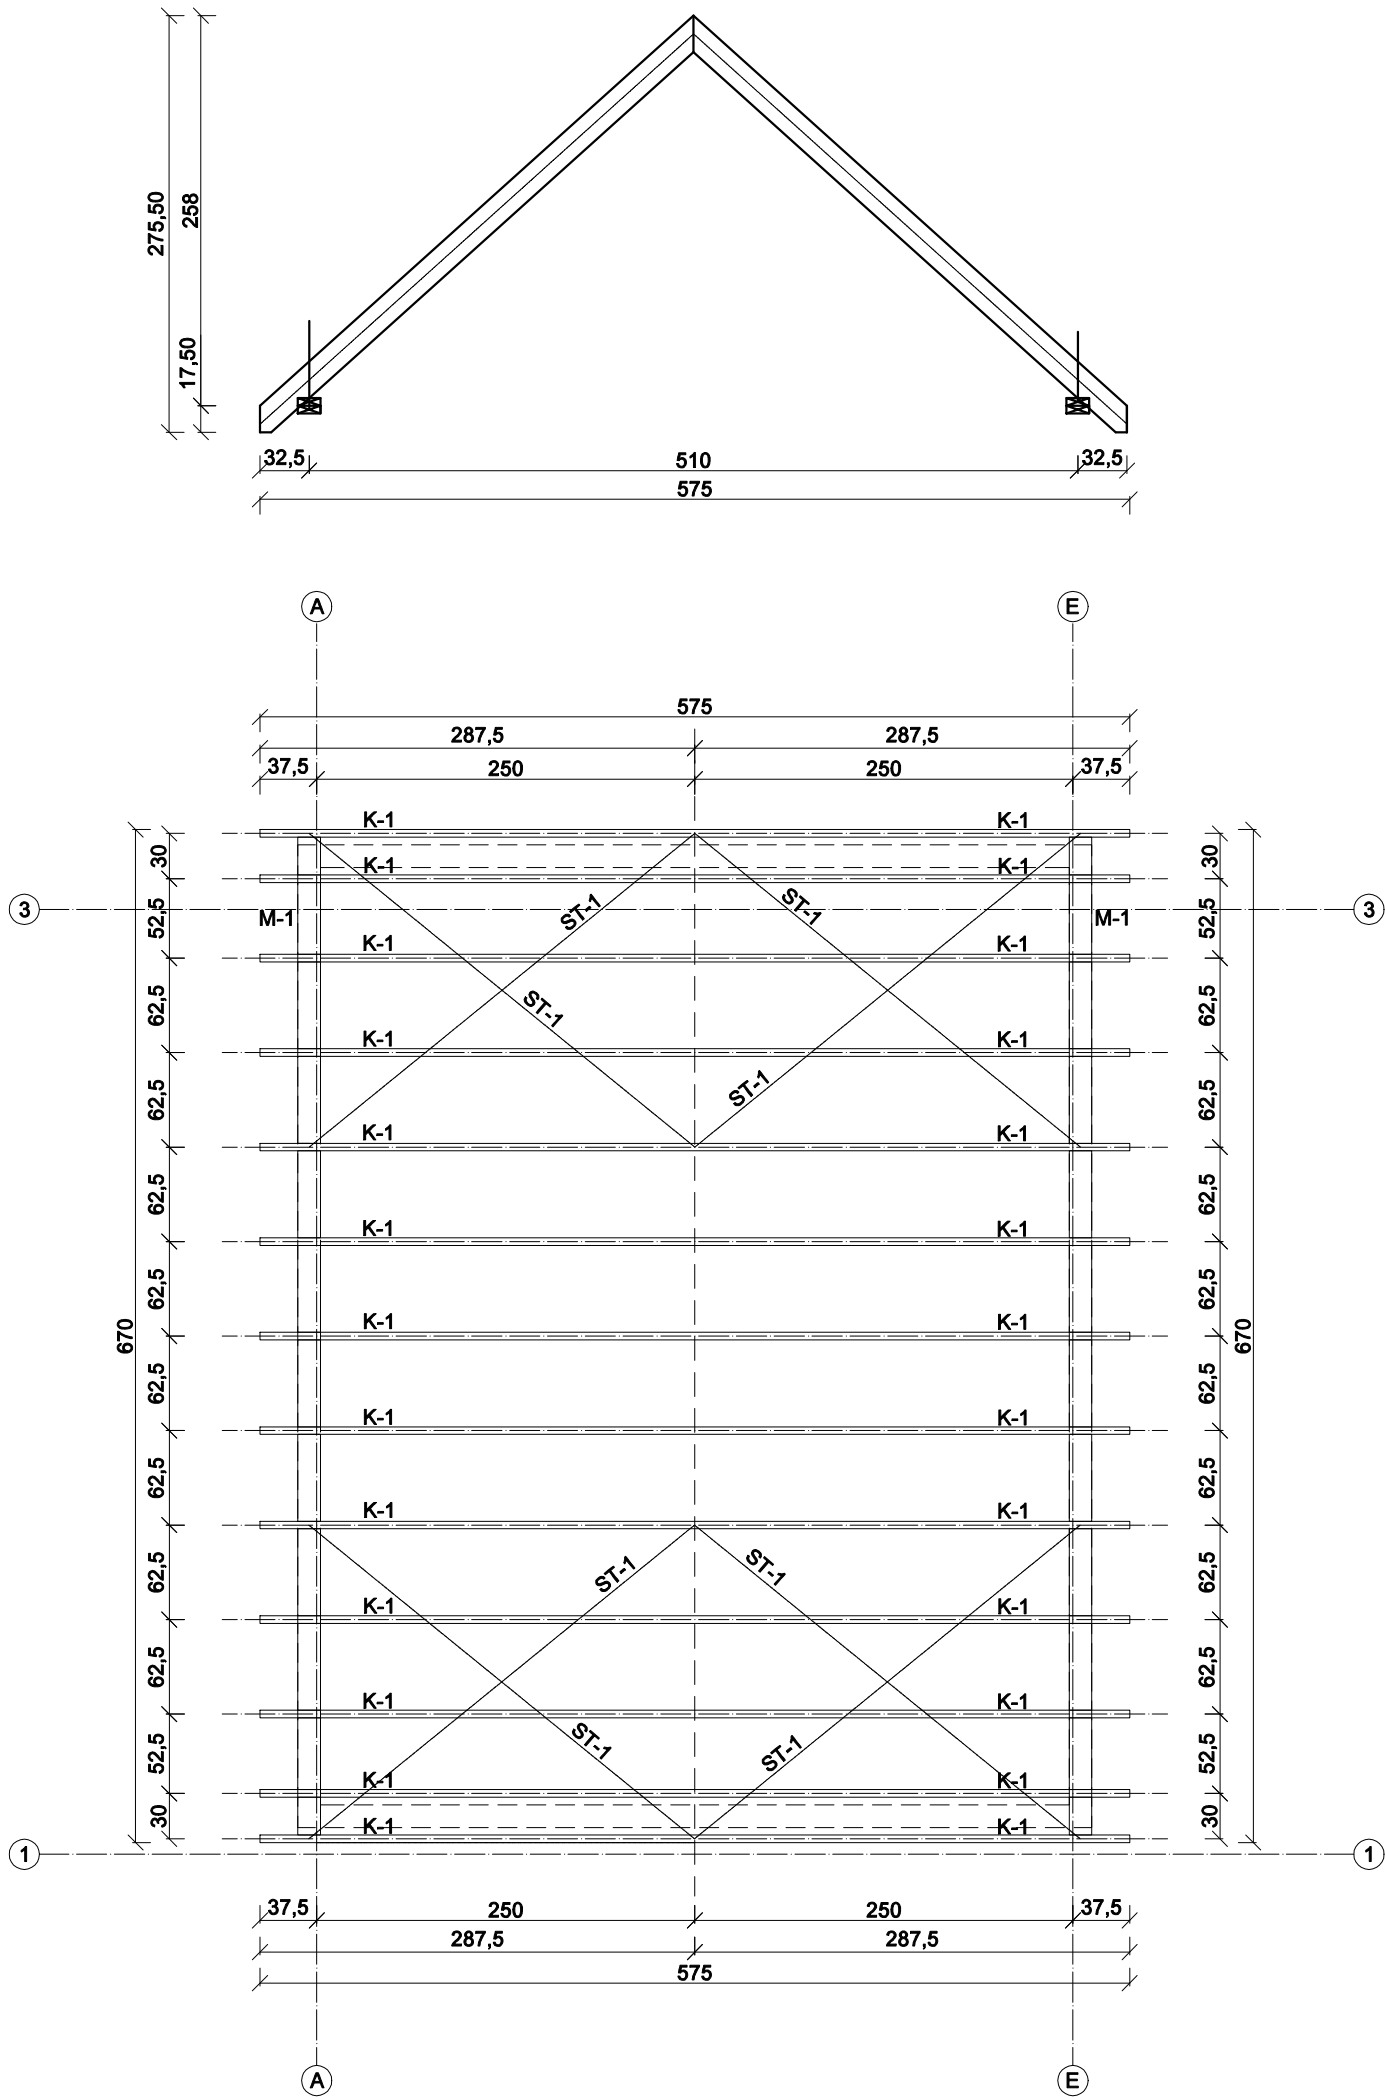 275,50
258
17,50
32,5 510 32,5
575
A E
575
287,5 287,5
37,5 250 250 37,5
K-1 K-1
30 30
K-1 K-1
ST-1 ST-1
3 52,5 M-1 M-1 52,5 3
K-1 K-1
62,5 ST-1 62,5
K-1 K-1
62,5 ST-1 62,5
K-1 K-1
62,5 62,5
K-1 K-1
62,5 62,5
670 K-1 K-1 670
62,5 62,5
K-1 K-1
62,5 62,5
K-1 K-1
62,5 ST-1 ST-1 62,5
K-1 K-1
62,5 62,5
K-1 K-1
52,5 ST-1 ST-1 52,5
K-1 K-1
30 30
K-1 K-1
1 1
37,5 250 250 37,5
287,5 287,5
575
A E